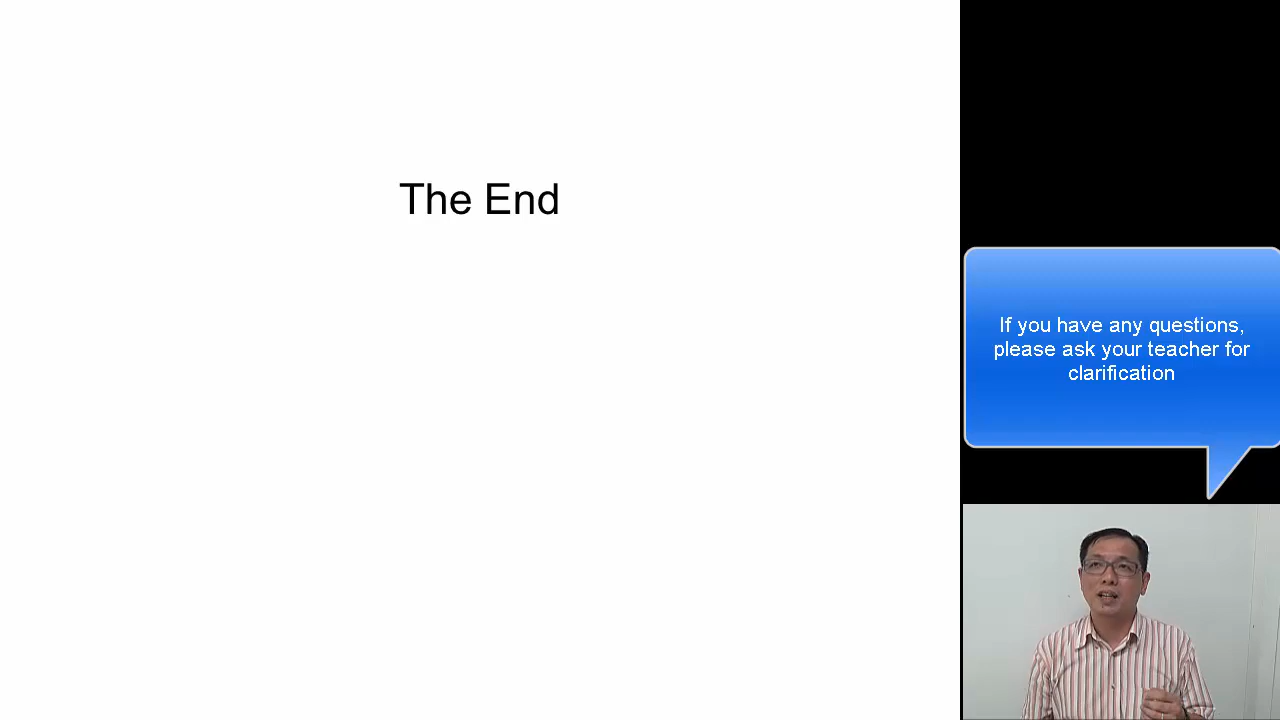 The End
If you have any questions,
please ask your teacher for
clarification